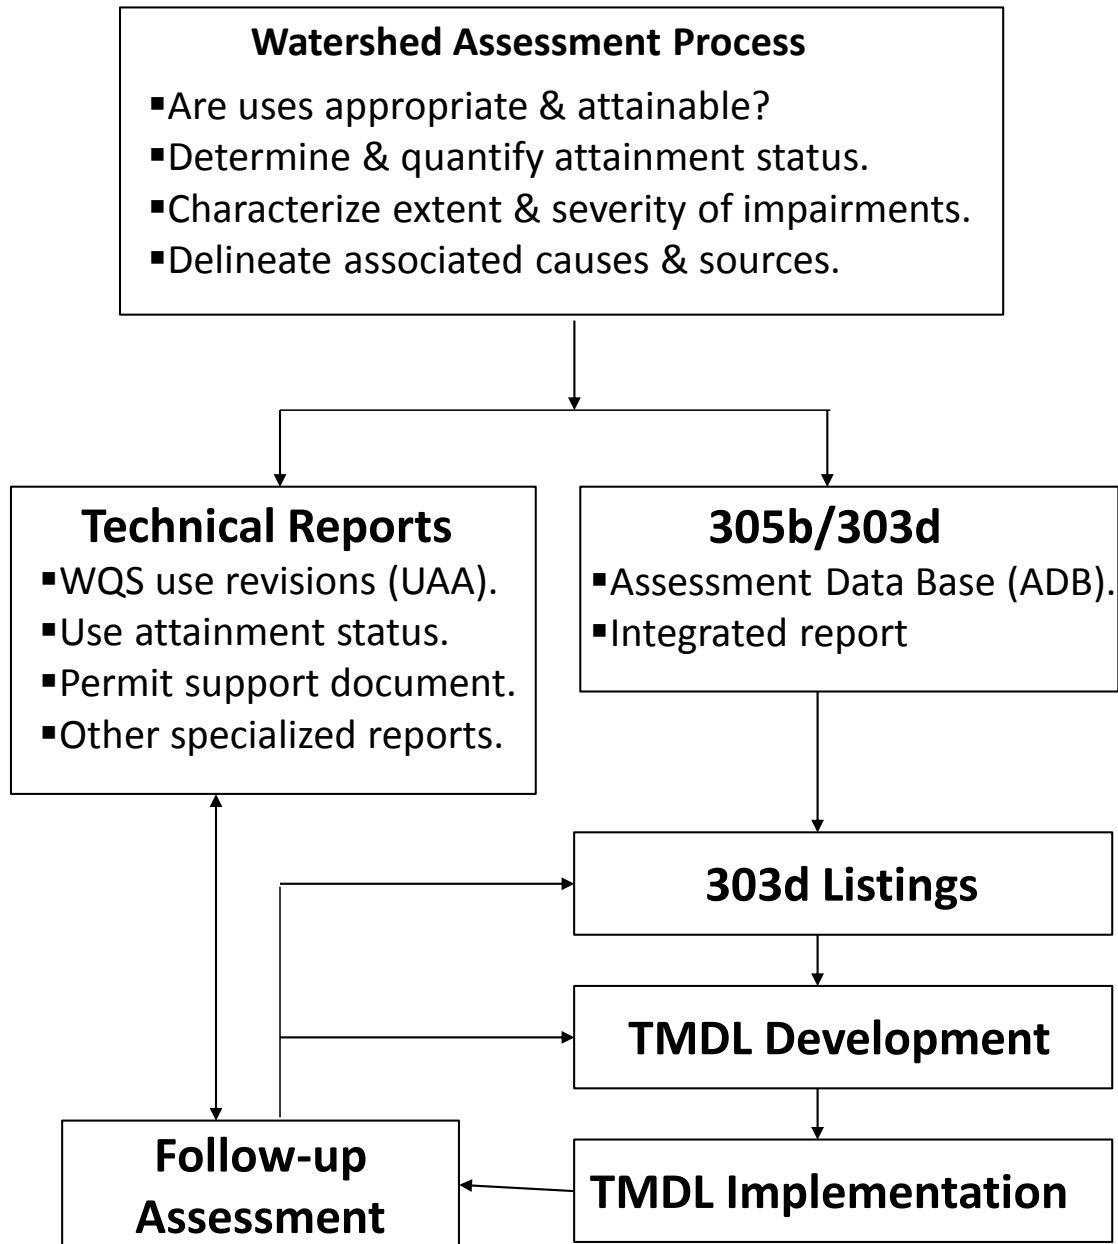 Watershed Assessment Process
▪Are uses appropriate & attainable?
▪Determine & quantify attainment status.
▪Characterize extent & severity of impairments.
▪Delineate associated causes & sources.
Technical Reports
▪WQS use revisions (UAA).
▪Use attainment status.
▪Permit support document.
▪Other specialized reports.
305b/303d
▪Assessment Data Base (ADB).
▪Integrated report
303d Listings
TMDL Development
Follow-up
Assessment
TMDL Implementation